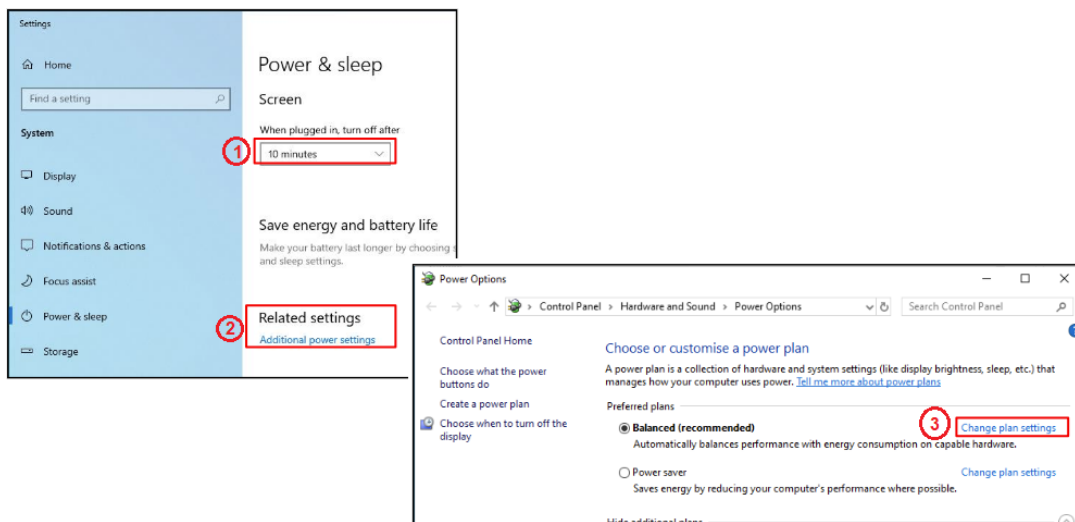 Settings
Home
Find a setting
System
Display
Sound
Notifications & actions
Focus assist
Power & sleep
Storage
Power & sleep
Screen
When plugged in, turn off after
1
10 minutes
Save energy and battery life
Make your battery last longer by choosing
and sleep settings.
2
Related settings
Additional power settings
Power Options
Control Panel > Hardware and Sound > Power Options
Search Control Panel
Control Panel Home
Choose what the power
buttons do
Create a power plan
Choose when to turn off the
display
Choose or customise a power plan
A power plan is a collection of hardware and system settings (like display brightness, sleep, etc.) that
manages how your computer uses power. Tell me more about power plans
Preferred plans
Balanced (recommended)
3
Change plan settings
Automatically balances performance with energy consumption on capable hardware.
Power saver
Change plan settings
Saves energy by reducing your computer's performance where possible.
Hide additional plans